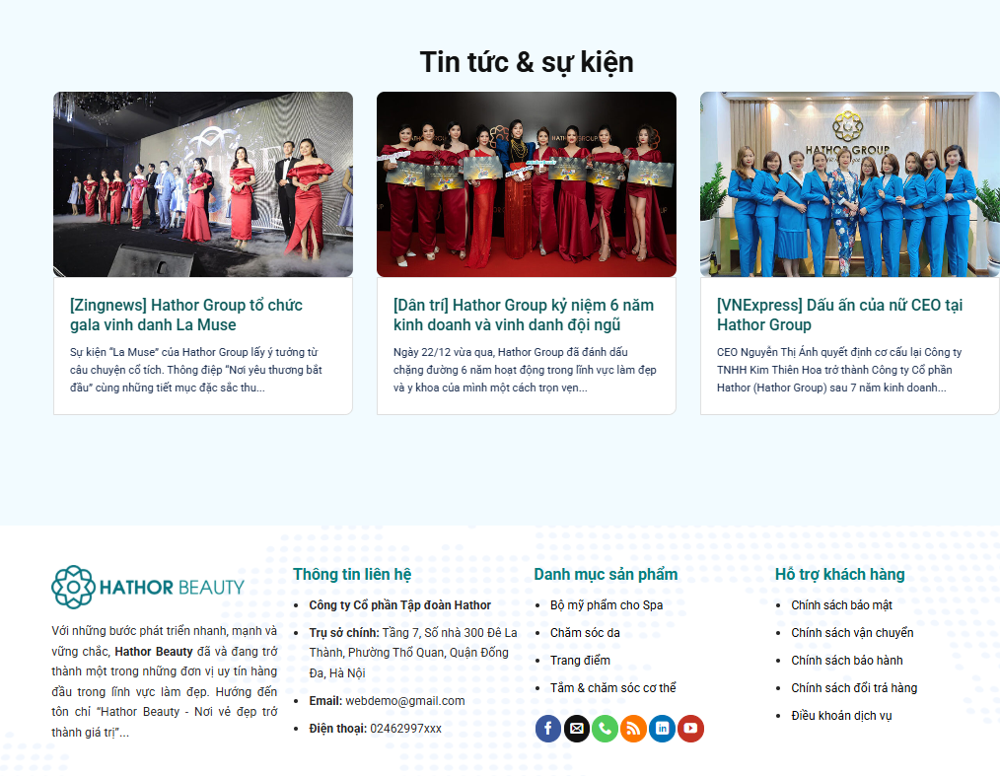 Tin tức & sự kiện
HATHOR GROUP
[Zingnews] Hathor Group tổ chức
gala vinh danh La Muse
Sự kiện “La Muse” của Hathor Group lấy ý tưởng từ
câu chuyện cổ tích. Thông điệp “Nơi yêu thương bắt
đầu” cùng những tiết mục đặc sắc thu...
[Dân trí] Hathor Group kỷ niệm 6 năm
kinh doanh và vinh danh đội ngũ
Ngày 22/12 vừa qua, Hathor Group đã đánh dấu
chặng đường 6 năm hoạt động trong lĩnh vực làm đẹp
và y khoa của mình một cách trọn vẹn...
[VNExpress] Dấu ấn của nữ CEO tại
Hathor Group
CEO Nguyễn Thị Ánh quyết định cơ cấu lại Công ty
TNHH Kim Thiên Hoa trở thành Công ty Cổ phần
Hathor (Hathor Group) sau 7 năm kinh doanh...
HATHOR BEAUTY
Với những bước phát triển nhanh, mạnh và
vững chắc, Hathor Beauty đã và đang trở
thành một trong những đơn vị uy tín hàng
đầu trong lĩnh vực làm đẹp. Hướng đến
tôn chỉ “Hathor Beauty - Nơi vẻ đẹp trở
thành giá trị”...
Thông tin liên hệ
Công ty Cổ phần Tập đoàn Hathor
Trụ sở chính: Tầng 7, Số nhà 300 Đê La
Thành, Phường Thổ Quan, Quận Đống
Đa, Hà Nội
Email: webdemo@gmail.com
Điện thoại: 02462997xxx
Danh mục sản phẩm
Bộ mỹ phẩm cho Spa
Chăm sóc da
Trang điểm
Tắm & chăm sóc cơ thể
Hỗ trợ khách hàng
Chính sách bảo mật
Chính sách vận chuyển
Chính sách bảo hành
Chính sách đổi trả hàng
Điều khoản dịch vụ